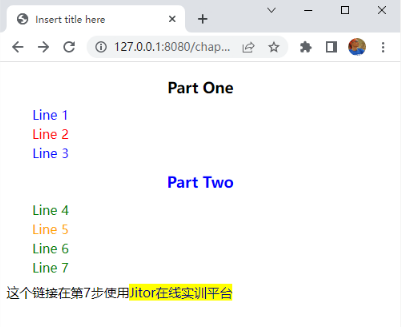 Insert title here
127.0.0.1:8080/chap...
Part One
Line 1
Line 2
Line 3
Part Two
Line 4
Line 5
Line 6
Line 7
这个链接在第7步使用Jitor在线实训平台